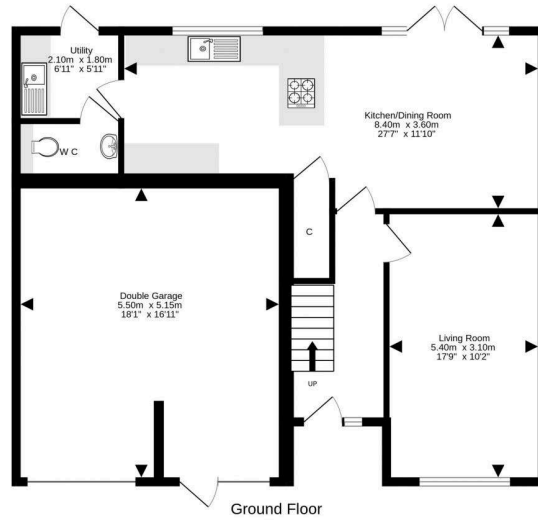 Utility
2.10m x 1.80m
6'11" x 5'11"
Kitchen/Dining Room
8.40m x 3.60m
27'7" x 11'10"
WC
C
Double Garage
5.50m x 5.15m
18'1" x 16'11"
Living Room
5.40m x 3.10m
17'9" x 10'2"
UP
Ground Floor